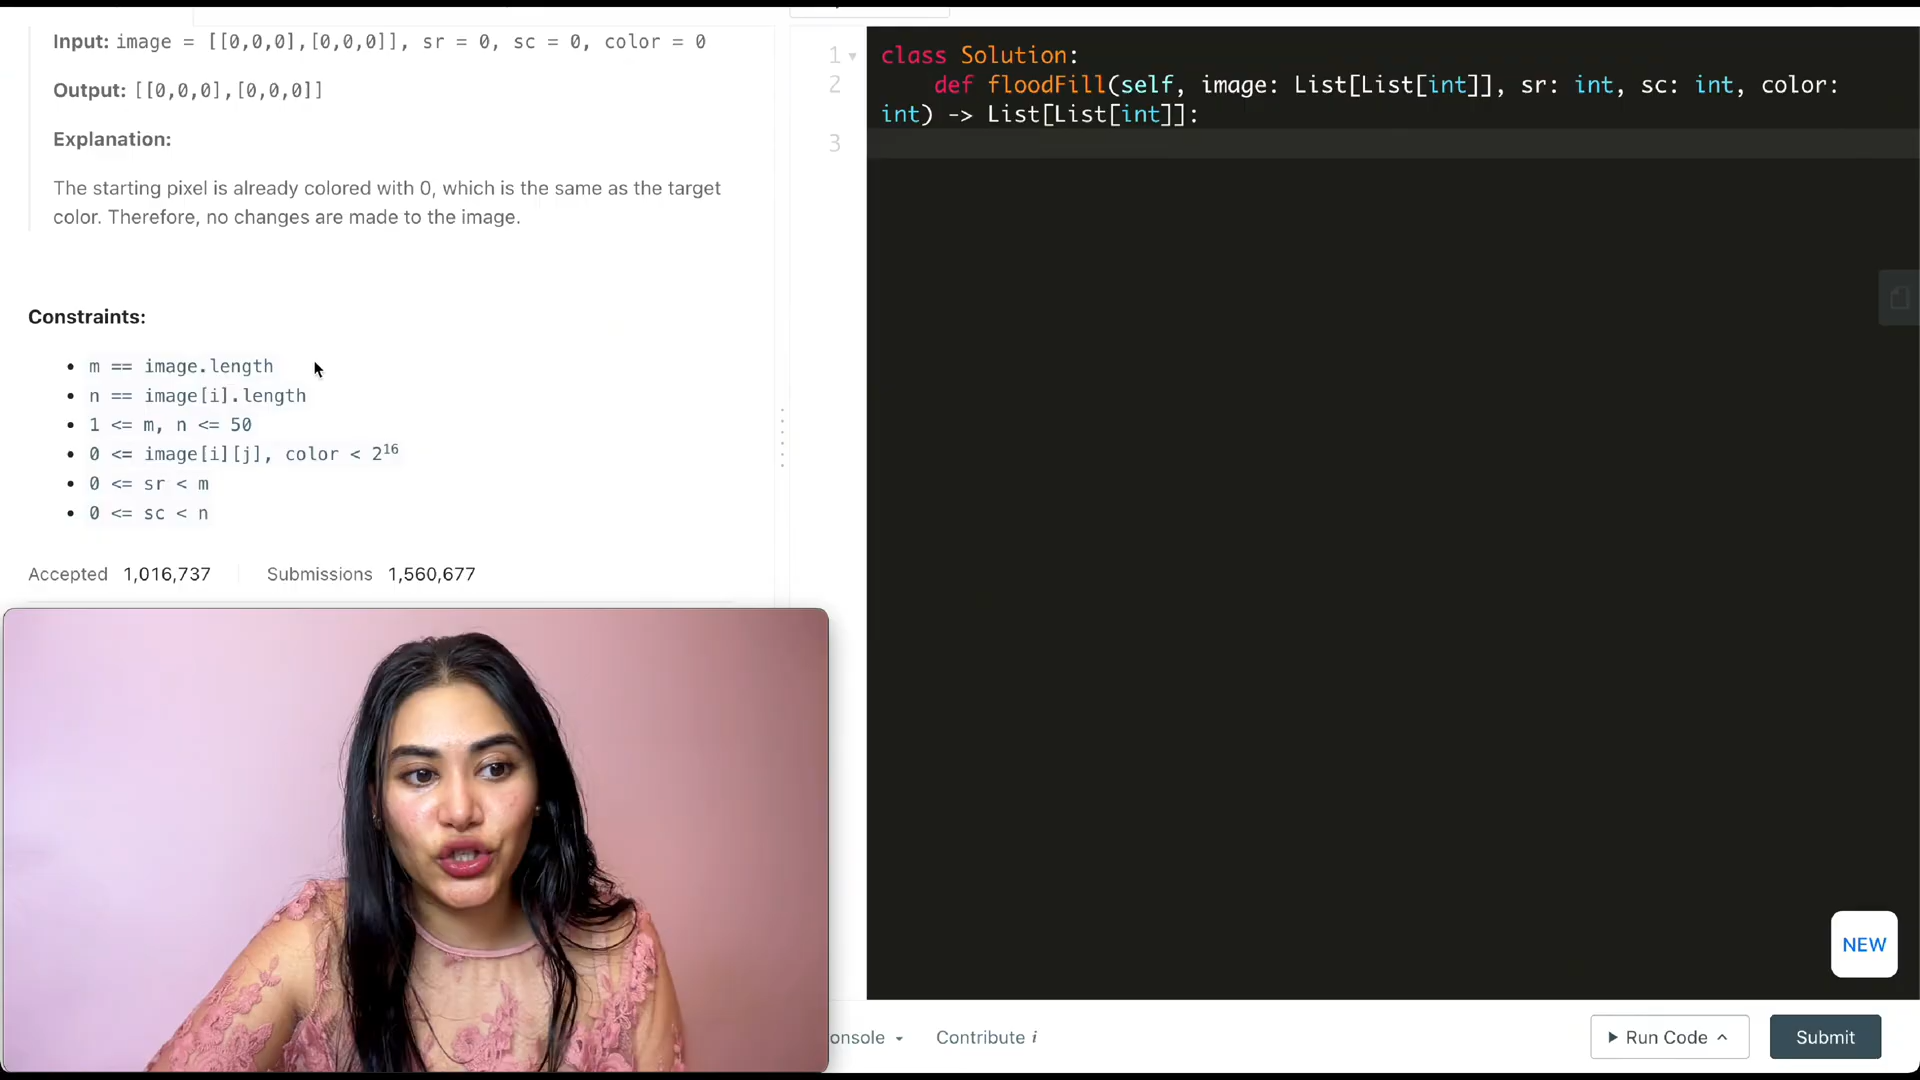 Input: image = [[0,0,0],[0,0,0]], sr = 0, sc = 0, color = 0
Output: [[0,0,0],[0,0,0]]
Explanation:
The starting pixel is already colored with 0, which is the same as the target
color. Therefore, no changes are made to the image.
Constraints:
m == image.length
n == image[i].length
1 <= m, n <= 50
0 <= image[i][j], color < 2¹⁶
0 <= sr < m
0 <= sc < n
Accepted 1,016,737 Submissions 1,560,677
1 class Solution:
2 def floodFill(self, image: List[List[int]], sr: int, sc: int, color:
int) -> List[List[int]]:
3
NEW
onsole Contribute i
Run Code Submit